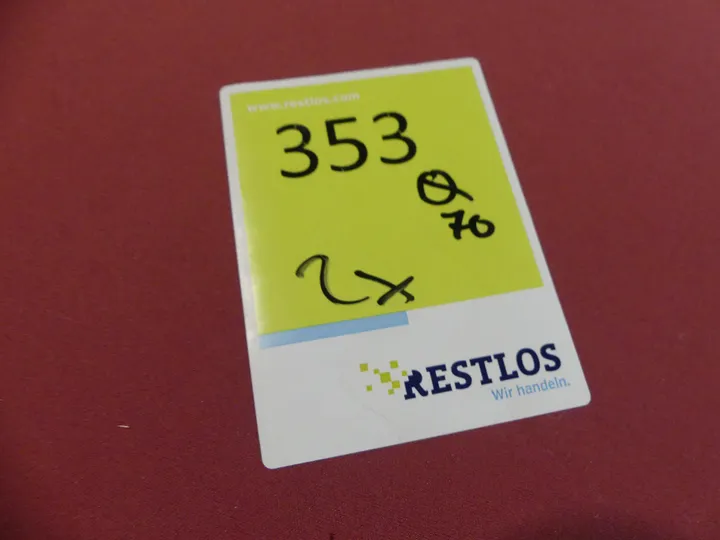 www.restlos.com
353
70
2x
RESTLOS
Wir handeln.